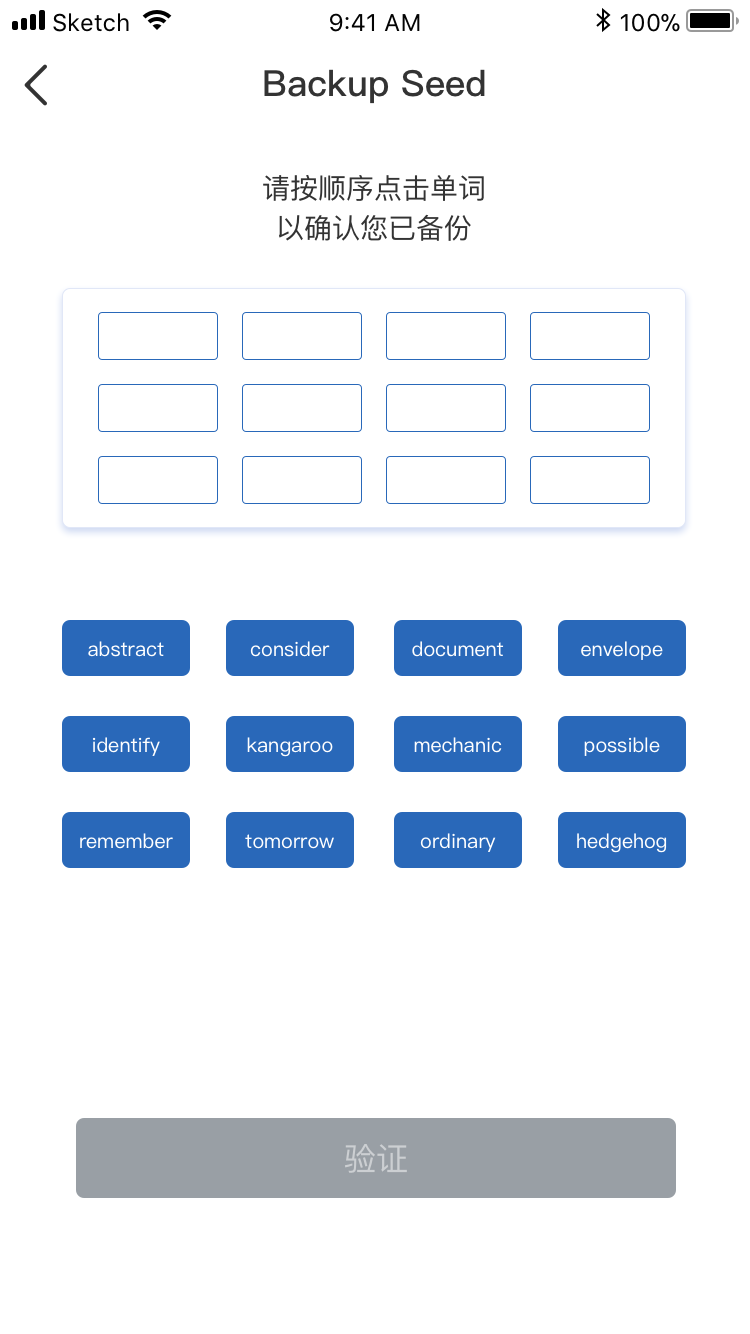 Sketch 9:41 AM 100%
Backup Seed
请按顺序点击单词
以确认您已备份
abstract consider document envelope
identify kangaroo mechanic possible
remember tomorrow ordinary hedgehog
验证